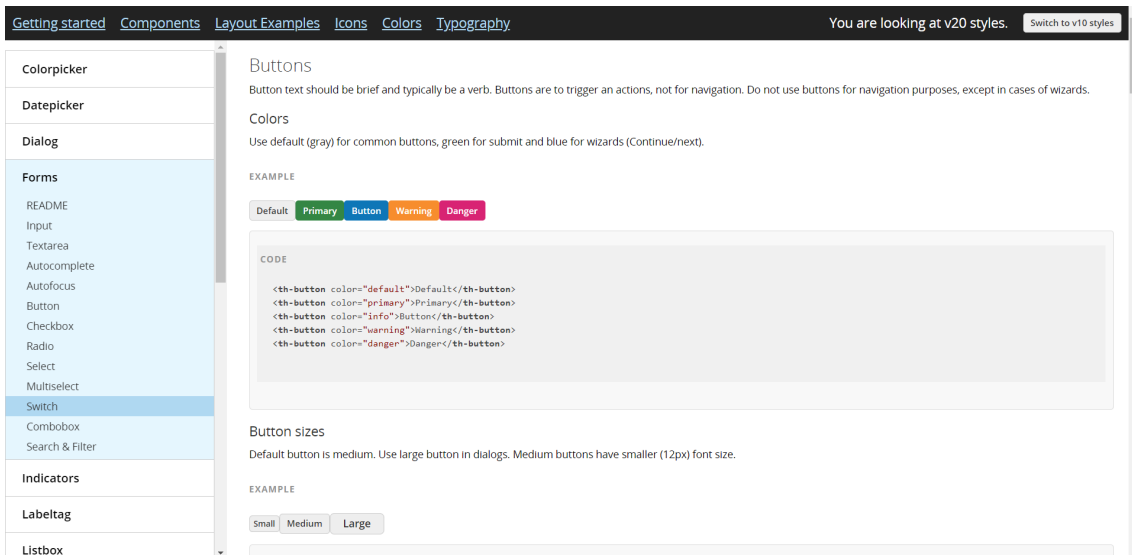 Getting started Components Layout Examples Icons Colors Typography You are looking at v20 styles. Switch to v10 styles
Colorpicker
Datepicker
Dialog
Forms
README
Input
Textarea
Autocomplete
Autofocus
Button
Checkbox
Radio
Select
Multiselect
Switch
Combobox
Search & Filter
Indicators
Labeltag
Listbox
Buttons
Button text should be brief and typically be a verb. Buttons are to trigger an actions, not for navigation. Do not use buttons for navigation purposes, except in cases of wizards.
Colors
Use default (gray) for common buttons, green for submit and blue for wizards (Continue/next).
EXAMPLE
Default Primary Button Warning Danger
CODE
<th-button color="default">Default</th-button>
<th-button color="primary">Primary</th-button>
<th-button color="info">Button</th-button>
<th-button color="warning">Warning</th-button>
<th-button color="danger">Danger</th-button>
Button sizes
Default button is medium. Use large button in dialogs. Medium buttons have smaller (12px) font size.
EXAMPLE
Small Medium Large